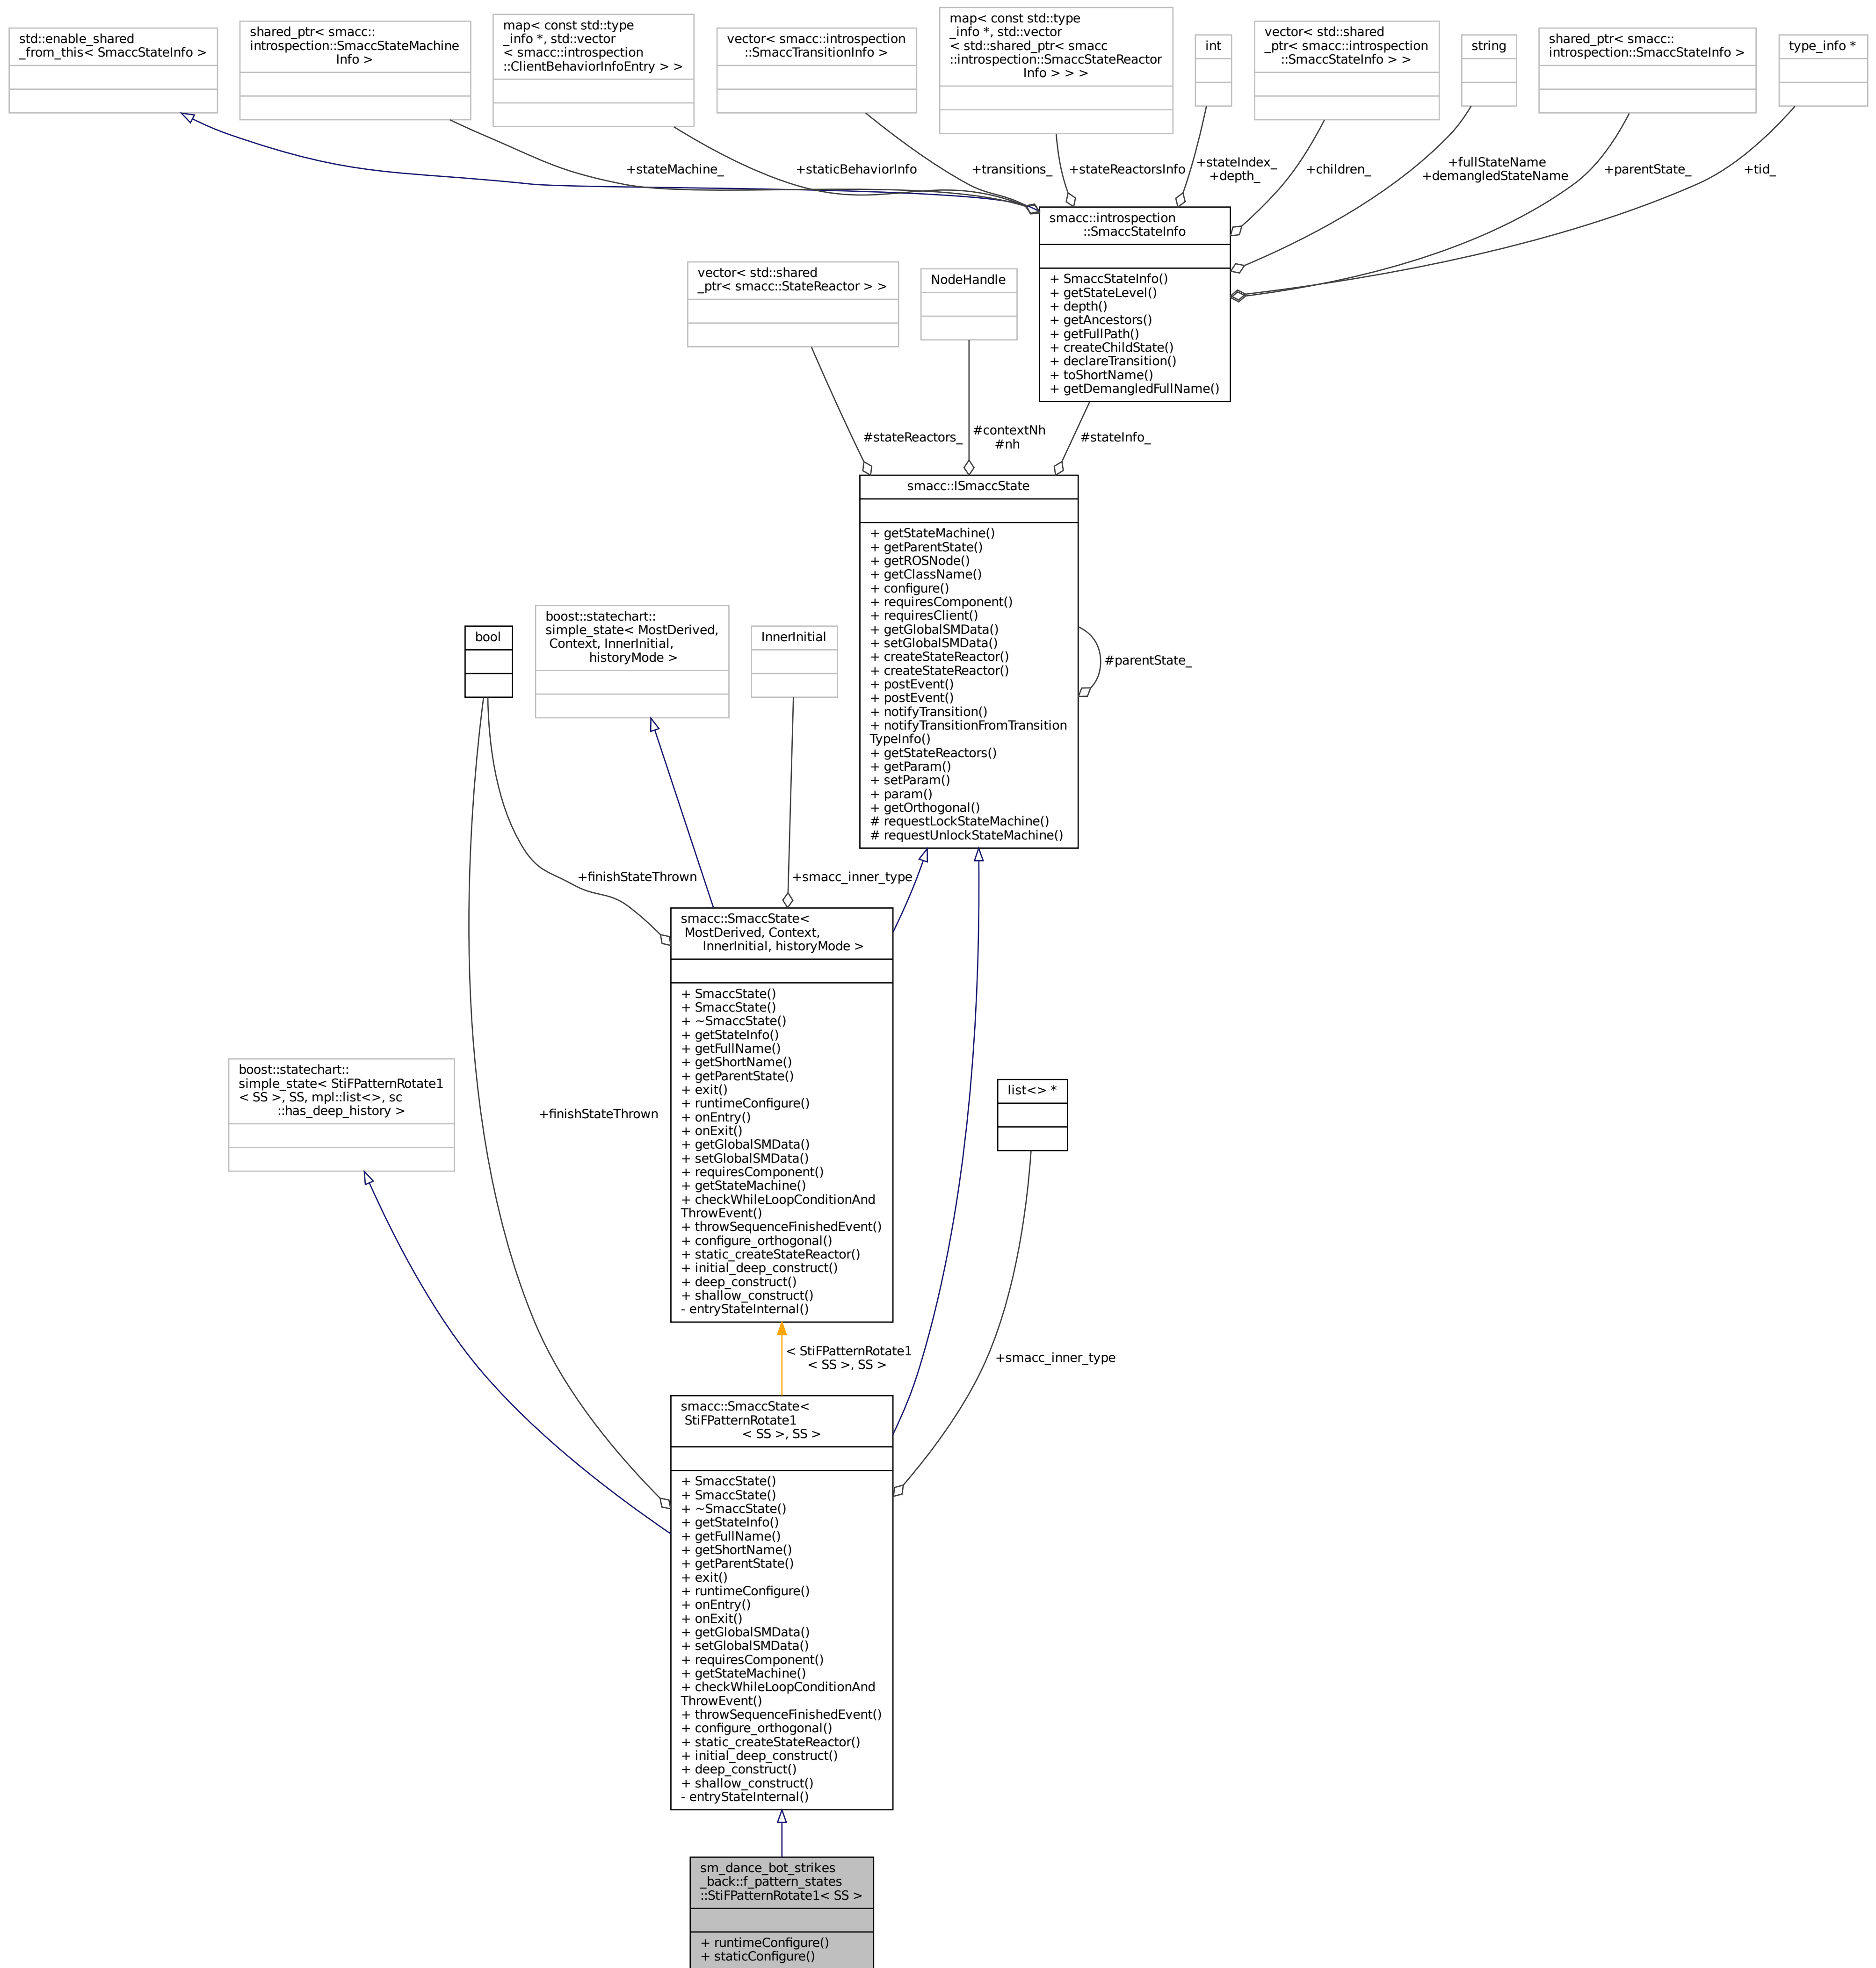 std::enable_shared
_from_this< SmaccStateInfo >
shared_ptr< smacc::
introspection::SmaccStateMachine
Info >
map< const std::type
_info *, std::vector
< smacc::introspection
::ClientBehaviorInfoEntry > >
vector< smacc::introspection
::SmaccTransitionInfo >
map< const std::type
_info *, std::vector
< std::shared_ptr< smacc
::introspection::SmaccStateReactor
Info > > >
int
vector< std::shared
_ptr< smacc::introspection
::SmaccStateInfo > >
string
shared_ptr< smacc::
introspection::SmaccStateInfo >
type_info *
+stateMachine_
+staticBehaviorInfo
+transitions_
+stateReactorsInfo
+stateIndex_
+depth_
+children_
+fullStateName
+demangledStateName
+parentState_
+tid_
smacc::introspection
::SmaccStateInfo
+ SmaccStateInfo()
+ getStateLevel()
+ depth()
+ getAncestors()
+ getFullPath()
+ createChildState()
+ declareTransition()
+ toShortName()
+ getDemangledFullName()
vector< std::shared
_ptr< smacc::StateReactor > >
NodeHandle
#stateReactors_
#contextNh
#nh
#stateInfo_
smacc::ISmaccState
+ getStateMachine()
+ getParentState()
+ getROSNode()
+ getClassName()
+ configure()
+ requiresComponent()
+ requiresClient()
+ getGlobalSMData()
+ setGlobalSMData()
+ createStateReactor()
+ createStateReactor()
+ postEvent()
+ postEvent()
+ notifyTransition()
+ notifyTransitionFromTransition
TypeInfo()
+ getStateReactors()
+ getParam()
+ setParam()
+ param()
+ getOrthogonal()
# requestLockStateMachine()
# requestUnlockStateMachine()
#parentState_
bool
boost::statechart::
simple_state< MostDerived,
Context, InnerInitial,
historyMode >
InnerInitial
+finishStateThrown
+smacc_inner_type
smacc::SmaccState<
MostDerived, Context,
InnerInitial, historyMode >
+ SmaccState()
+ SmaccState()
+ ~SmaccState()
+ getStateInfo()
+ getFullName()
+ getShortName()
+ getParentState()
+ exit()
+ runtimeConfigure()
+ onEntry()
+ onExit()
+ getGlobalSMData()
+ setGlobalSMData()
+ requiresComponent()
+ getStateMachine()
+ checkWhileLoopConditionAnd
ThrowEvent()
+ throwSequenceFinishedEvent()
+ configure_orthogonal()
+ static_createStateReactor()
+ initial_deep_construct()
+ deep_construct()
+ shallow_construct()
- entryStateInternal()
boost::statechart::
simple_state< StiFPatternRotate1
< SS >, SS, mpl::list<>, sc
::has_deep_history >
+finishStateThrown
list<> *
< StiFPatternRotate1
< SS >, SS >
+smacc_inner_type
smacc::SmaccState<
StiFPatternRotate1
< SS >, SS >
+ SmaccState()
+ SmaccState()
+ ~SmaccState()
+ getStateInfo()
+ getFullName()
+ getShortName()
+ getParentState()
+ exit()
+ runtimeConfigure()
+ onEntry()
+ onExit()
+ getGlobalSMData()
+ setGlobalSMData()
+ requiresComponent()
+ getStateMachine()
+ checkWhileLoopConditionAnd
ThrowEvent()
+ throwSequenceFinishedEvent()
+ configure_orthogonal()
+ static_createStateReactor()
+ initial_deep_construct()
+ deep_construct()
+ shallow_construct()
- entryStateInternal()
sm_dance_bot_strikes
_back::f_pattern_states
::StiFPatternRotate1< SS >
+ runtimeConfigure()
+ staticConfigure()